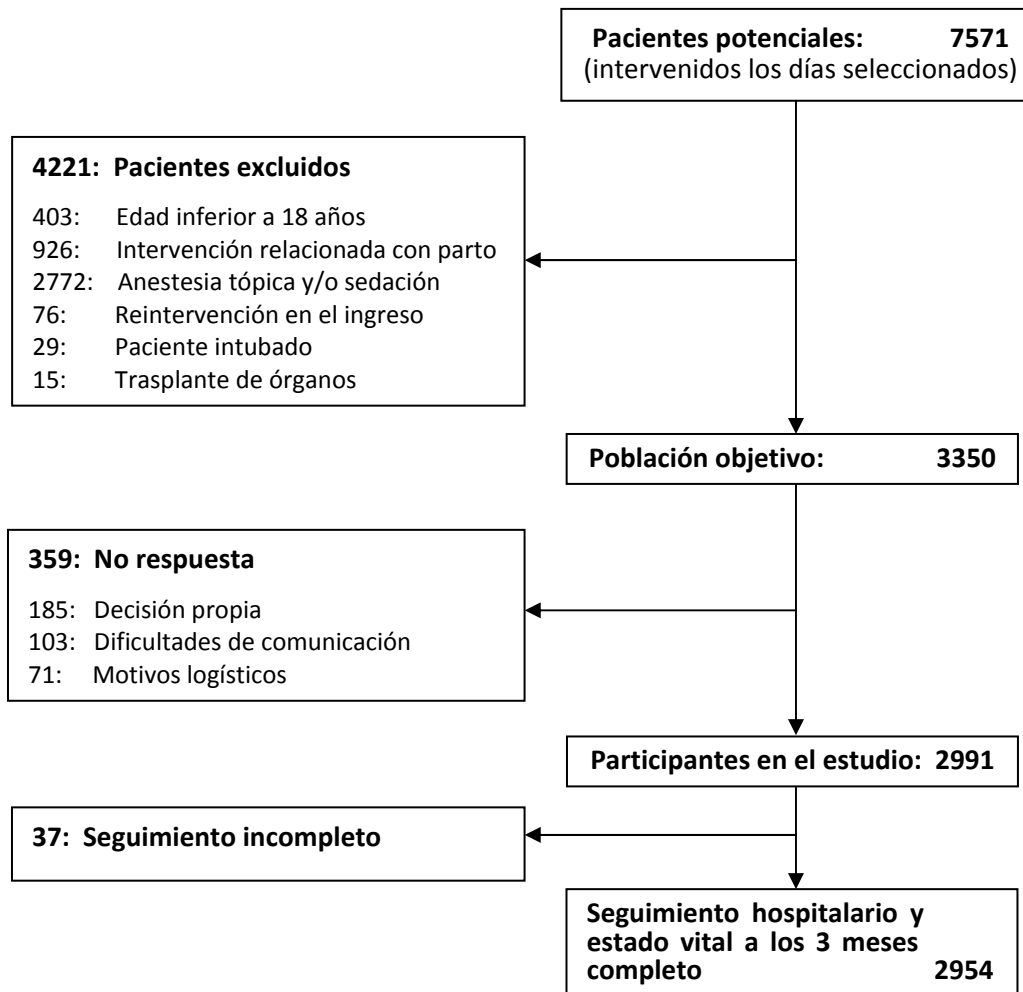 Pacientes potenciales: 7571
(intervenidos los días seleccionados)
4221: Pacientes excluidos
403: Edad inferior a 18 años
926: Intervención relacionada con parto
2772: Anestesia tópica y/o sedación
76: Reintervención en el ingreso
29: Paciente intubado
15: Trasplante de órganos
Población objetivo: 3350
359: No respuesta
185: Decisión propia
103: Dificultades de comunicación
71: Motivos logísticos
Participantes en el estudio: 2991
37: Seguimiento incompleto
Seguimiento hospitalario y
estado vital a los 3 meses
completo 2954